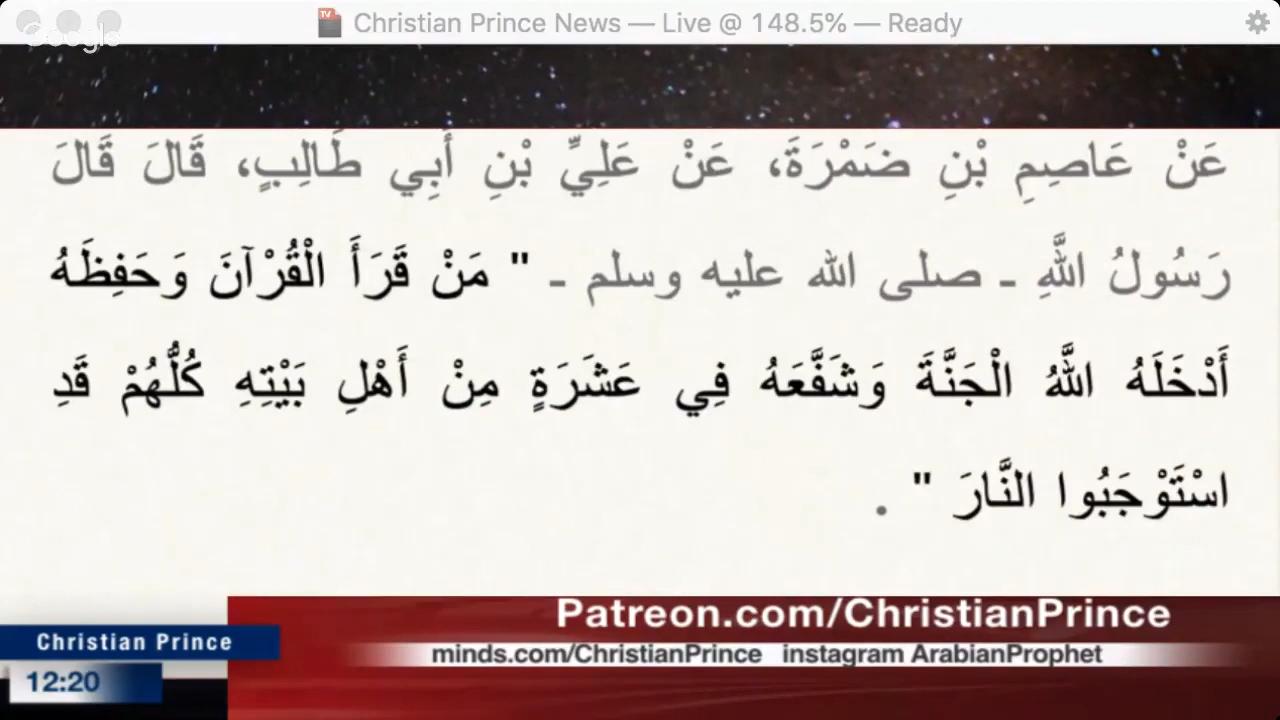 Christian Prince News — Live @ 148.5% — Ready
Google
عَنْ عَاصِمِ بْنِ ضَمْرَةَ، عَنْ عَلِيِّ بْنِ أَبِي طَالِبٍ، قَالَ قَالَ
رَسُولُ اللَّهِ ـ صلى الله عليه وسلم ـ " مَنْ قَرَأَ الْقُرْآنَ وَحَفِظَهُ
أَدْخَلَهُ اللَّهُ الْجَنَّةَ وَشَفَّعَهُ فِي عَشَرَةٍ مِنْ أَهْلِ بَيْتِهِ كُلُّهُمْ قَدِ
اسْتَوْجَبُوا النَّارَ " .
Patreon.com/ChristianPrince
Christian Prince
minds.com/ChristianPrince instagram ArabianProphet
12:20